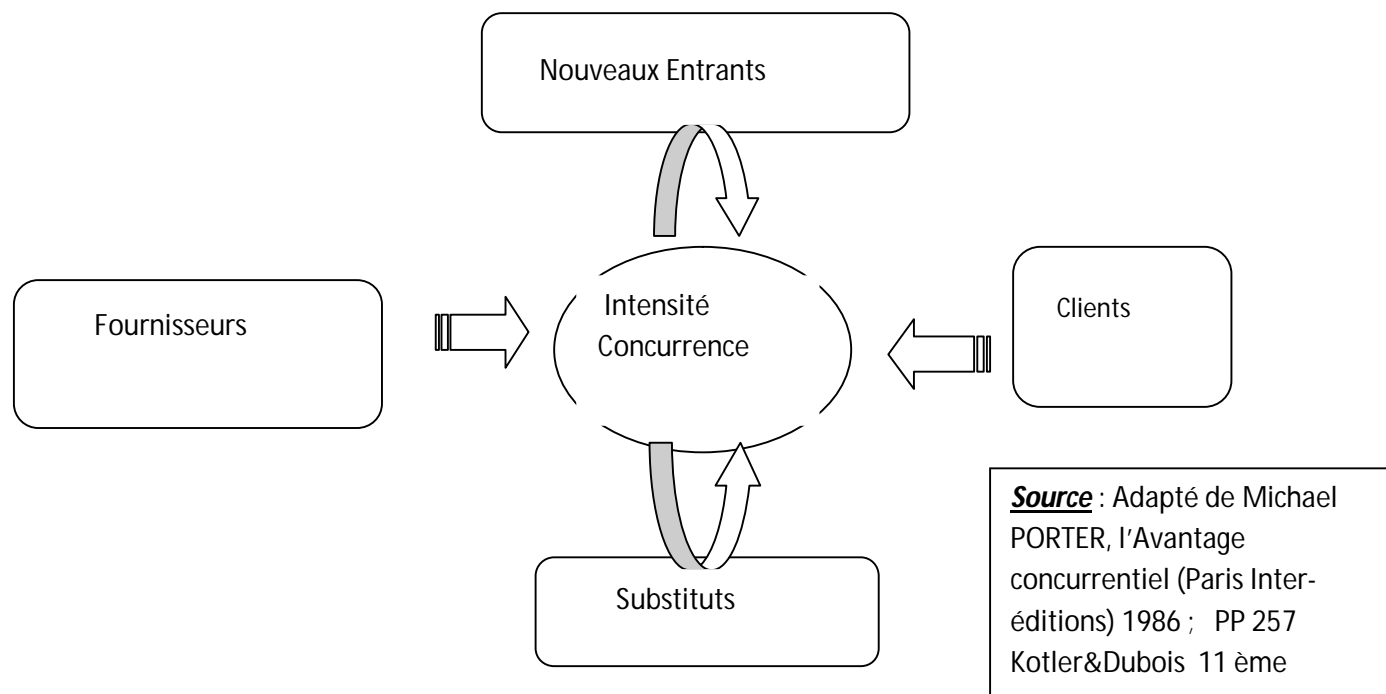 Nouveaux Entrants
Fournisseurs
Intensité
Concurrence
Clients
Substituts
Source : Adapté de Michael
PORTER, l'Avantage
concurrentiel (Paris Inter-
éditions) 1986 ; PP 257
Kotler&Dubois 11 ème